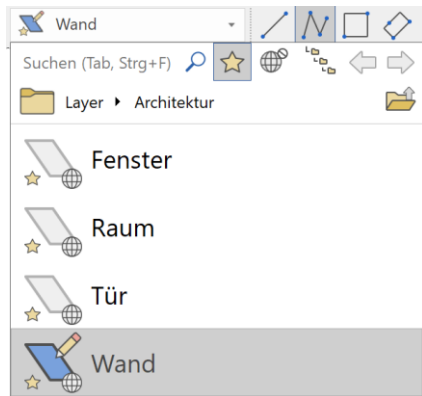 Wand
Suchen (Tab, Strg+F)
Layer ‣ Architektur
Fenster
Raum
Tür
Wand